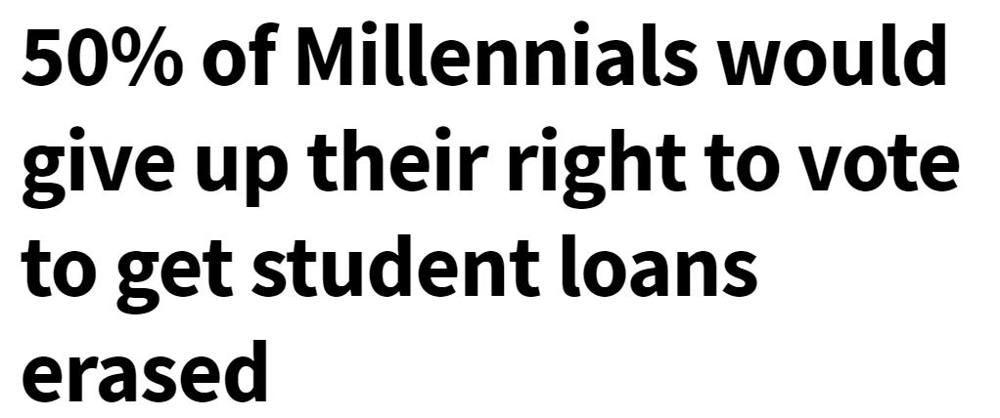 50% of Millennials would
give up their right to vote
to get student loans
erased